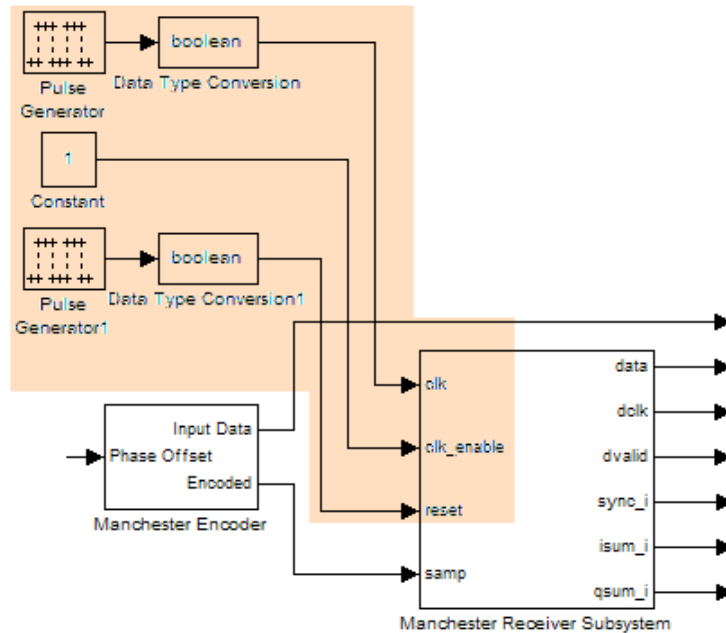 boolean
Pulse
Generator
Data Type Conversion
1
Constant
boolean
Pulse
Generator1
Data Type Conversion1
clk
data
dclk
Input Data
Phase Offset
clk_enable
dvalid
Encoded
sync_i
reset
Manchester Encoder
isum_i
samp
qsum_i
Manchester Receiver Subsystem